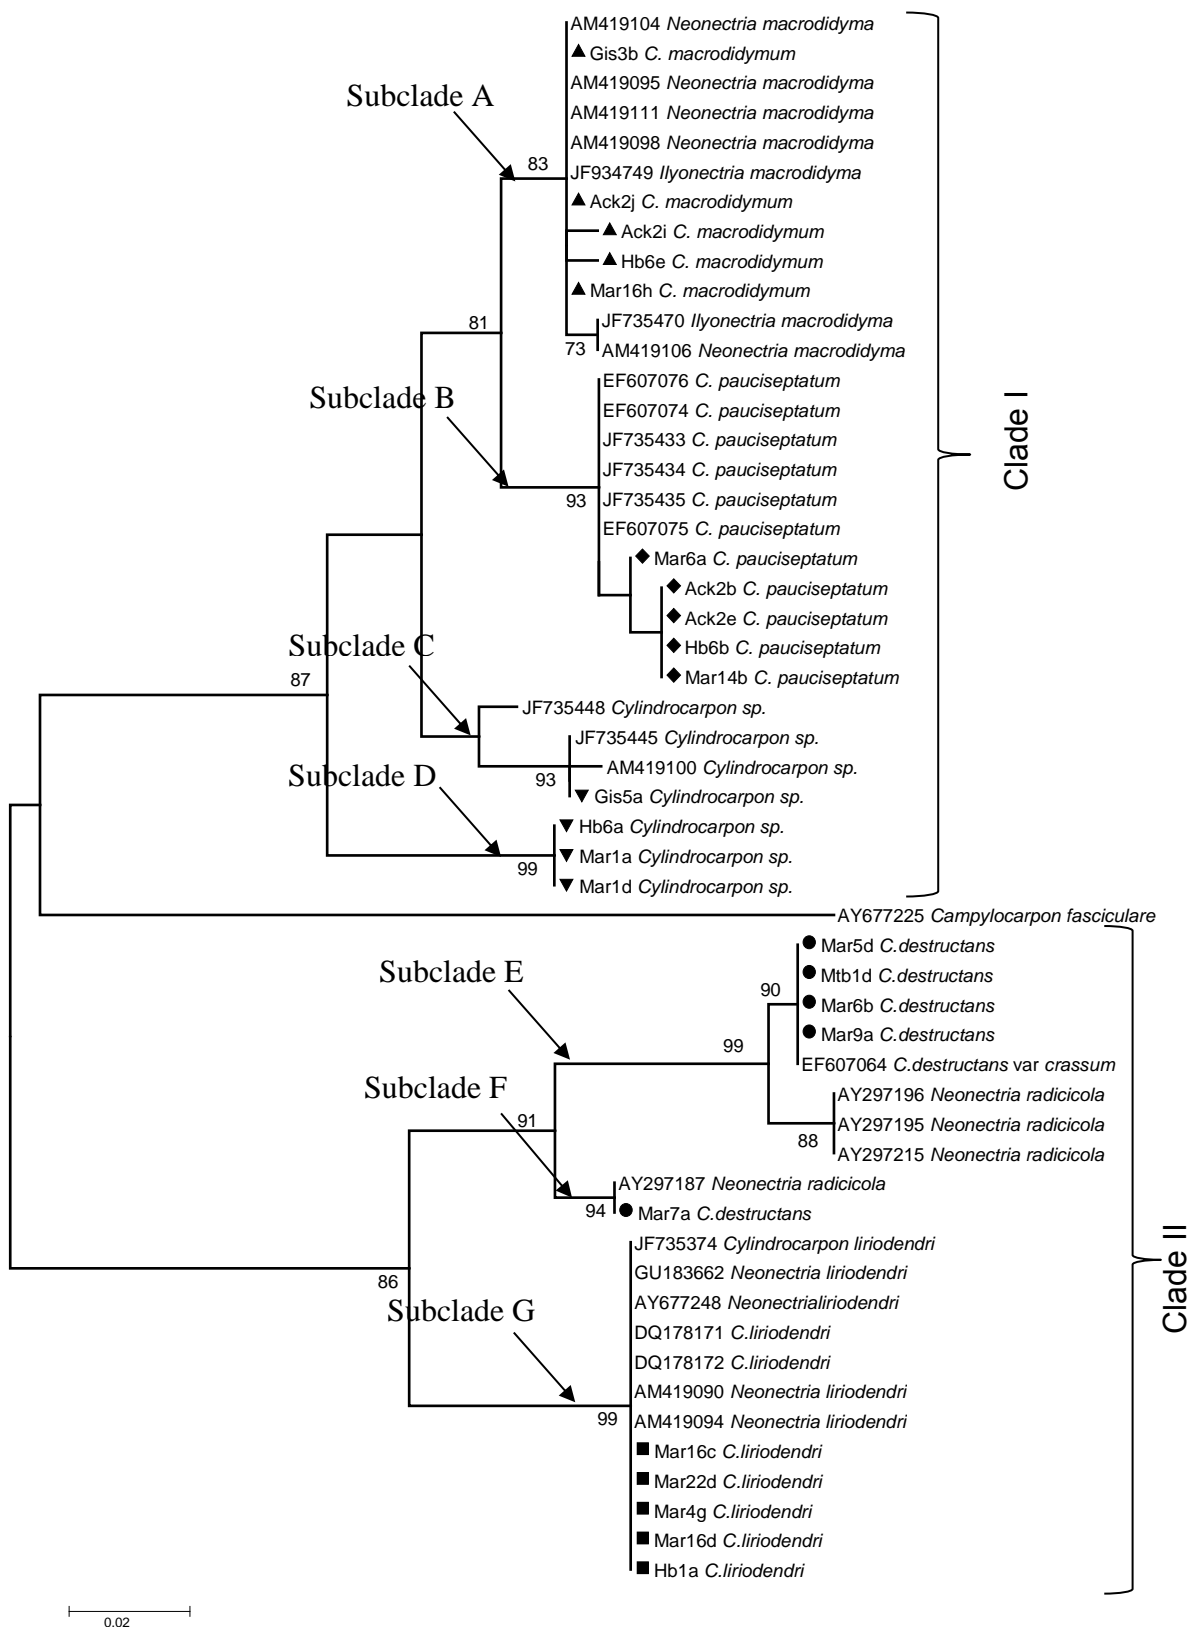 AM419104 Neonectria macrodidyma
Gis3b C. macrodidymum
AM419095 Neonectria macrodidyma
Subclade A
AM419111 Neonectria macrodidyma
AM419098 Neonectria macrodidyma
83
JF934749 Ilyonectria macrodidyma
Ack2j C. macrodidymum
Ack2i C. macrodidymum
Hb6e C. macrodidymum
Mar16h C. macrodidymum
81
JF735470 Ilyonectria macrodidyma
73
AM419106 Neonectria macrodidyma
EF607076 C. pauciseptatum
Subclade B
EF607074 C. pauciseptatum
Clade I
JF735433 C. pauciseptatum
JF735434 C. pauciseptatum
93
JF735435 C. pauciseptatum
EF607075 C. pauciseptatum
Mar6a C. pauciseptatum
Ack2b C. pauciseptatum
Ack2e C. pauciseptatum
Subclade C
Hb6b C. pauciseptatum
87
Mar14b C. pauciseptatum
JF735448 Cylindrocarpon sp.
JF735445 Cylindrocarpon sp.
AM419100 Cylindrocarpon sp.
Subclade D
93
Gis5a Cylindrocarpon sp.
Hb6a Cylindrocarpon sp.
Mar1a Cylindrocarpon sp.
99
Mar1d Cylindrocarpon sp.
AY677225 Campylocarpon fasciculare
Mar5d C.destructans
Subclade E
Mtb1d C.destructans
90
Mar6b C.destructans
Mar9a C.destructans
99
EF607064 C.destructans var crassum
Subclade F
AY297196 Neonectria radicicola
91
AY297195 Neonectria radicicola
88
AY297215 Neonectria radicicola
AY297187 Neonectria radicicola
94
Mar7a C.destructans
JF735374 Cylindrocarpon liriodendri
GU183662 Neonectria liriodendri
Clade II
86
AY677248 Neonectrialiriodendri
Subclade G
DQ178171 C.liriodendri
DQ178172 C.liriodendri
AM419090 Neonectria liriodendri
99
AM419094 Neonectria liriodendri
Mar16c C.liriodendri
Mar22d C.liriodendri
Mar4g C.liriodendri
Mar16d C.liriodendri
Hb1a C.liriodendri
0.02